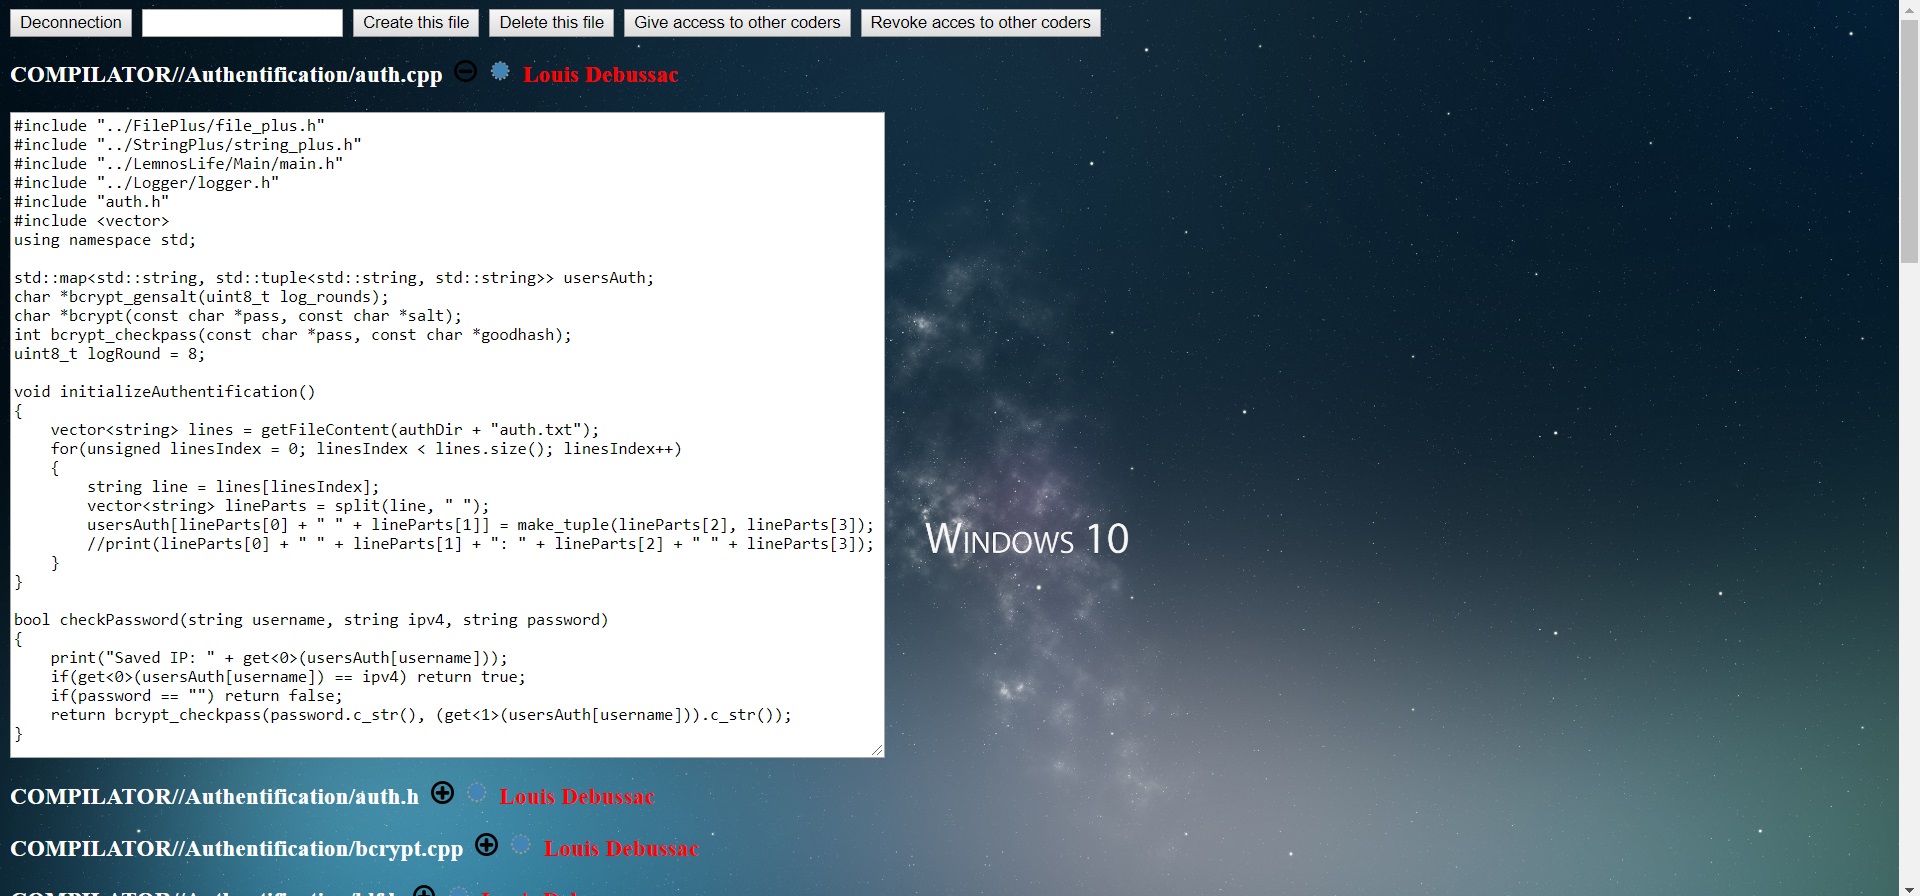 Deconnection Create this file Delete this file Give access to other coders Revoke acces to other coders
COMPILATOR//Authentification/auth.cpp Louis Debussac
#include "../FilePlus/file_plus.h"
#include "../StringPlus/string_plus.h"
#include "../LemnosLife/Main/main.h"
#include "../Logger/logger.h"
#include "auth.h"
#include <vector>
using namespace std;

std::map<std::string, std::tuple<std::string, std::string>> usersAuth;
char *bcrypt_gensalt(uint8_t log_rounds);
char *bcrypt(const char *pass, const char *salt);
int bcrypt_checkpass(const char *pass, const char *goodhash);
uint8_t logRound = 8;

void initializeAuthentification()
{
    vector<string> lines = getFileContent(authDir + "auth.txt");
    for(unsigned linesIndex = 0; linesIndex < lines.size(); linesIndex++)
    {
        string line = lines[linesIndex];
        vector<string> lineParts = split(line, " ");
        usersAuth[lineParts[0] + " " + lineParts[1]] = make_tuple(lineParts[2], lineParts[3]);
        //print(lineParts[0] + " " + lineParts[1] + ": " + lineParts[2] + " " + lineParts[3]);
    }
}

bool checkPassword(string username, string ipv4, string password)
{
    print("Saved IP: " + get<0>(usersAuth[username]));
    if(get<0>(usersAuth[username]) == ipv4) return true;
    if(password == "") return false;
    return bcrypt_checkpass(password.c_str(), (get<1>(usersAuth[username])).c_str());
}
Windows 10
COMPILATOR//Authentification/auth.h Louis Debussac
COMPILATOR//Authentification/bcrypt.cpp Louis Debussac